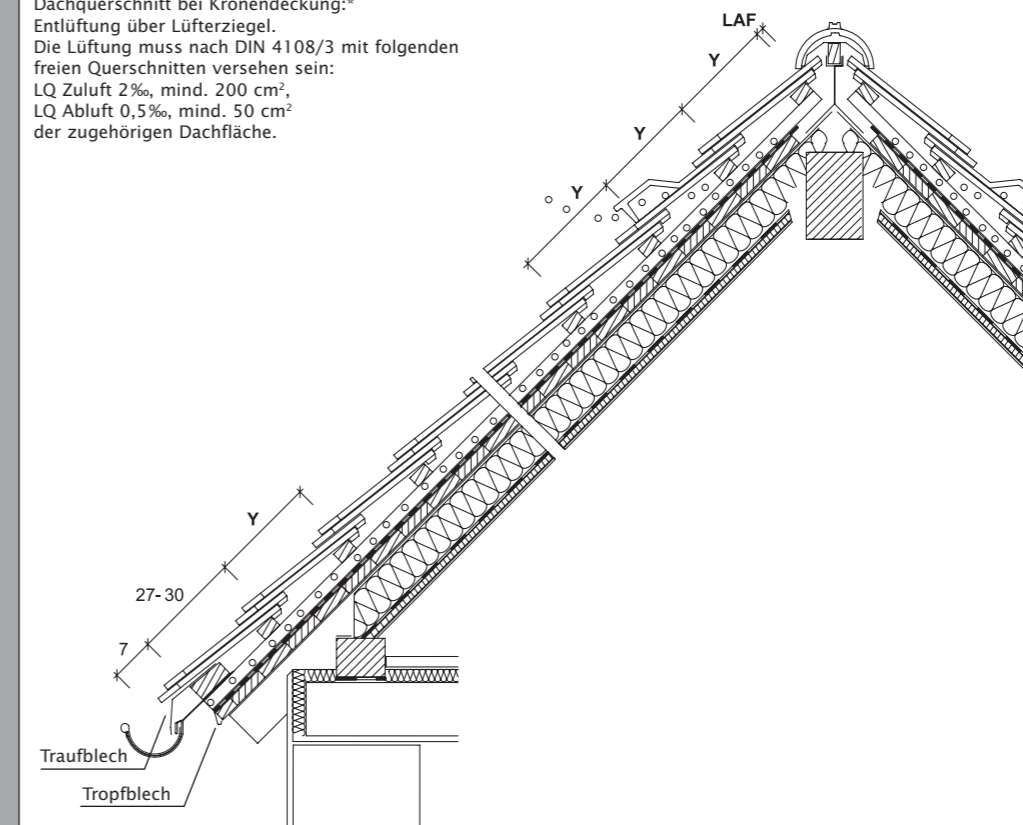 Dachquerschnitt bei Kronendeckung:*
Entlüftung über Lüfterziegel.
Die Lüftung muss nach DIN 4108/3 mit folgenden
freien Querschnitten versehen sein:
LQ Zuluft 2‰, mind. 200 cm²,
LQ Abluft 0,5‰, mind. 50 cm²
der zugehörigen Dachfläche.
LAF
Y
Y
Y
Y
27-30
7
Traufblech
Tropfblech